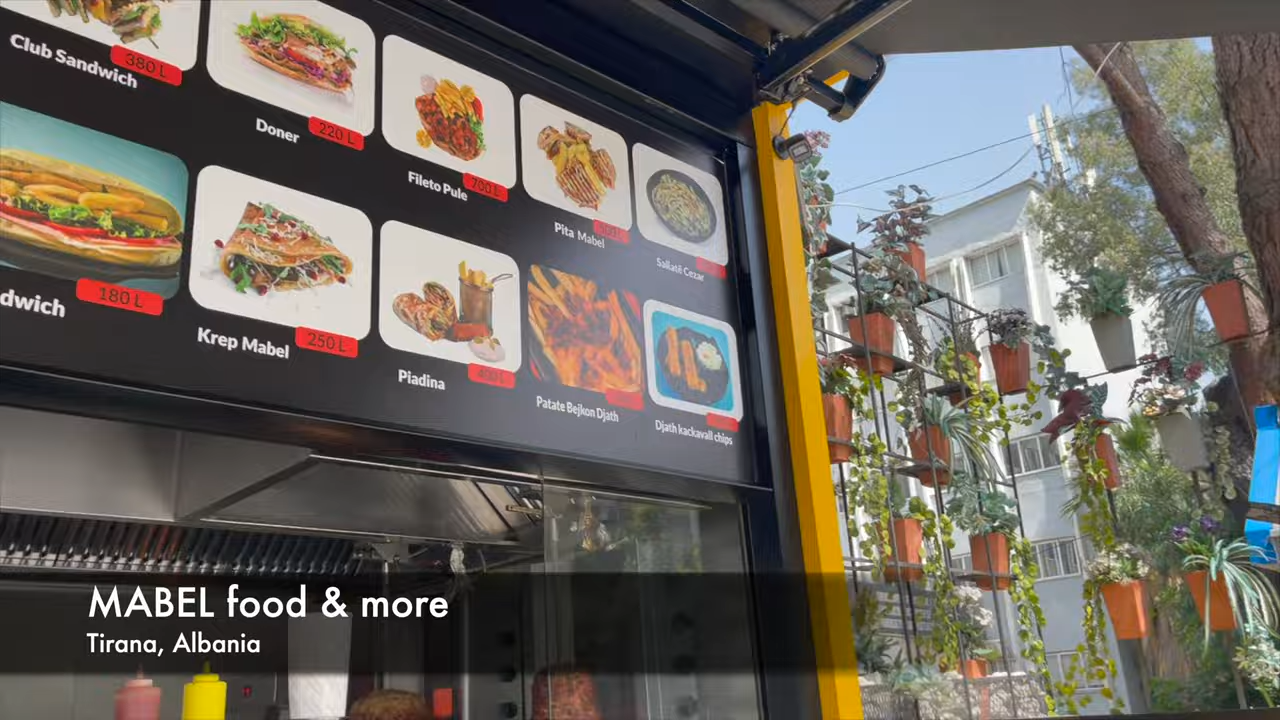 Club Sandwich
380 L
Doner
220 L
Fileto Pule
700 L
Pita Mabel
Sallatë Cezar
dwich
180 L
Krep Mabel
250 L
Piadina
400 L
Patate Bejkon Djath
Djath kackavall chips
MABEL food & more
Tirana, Albania